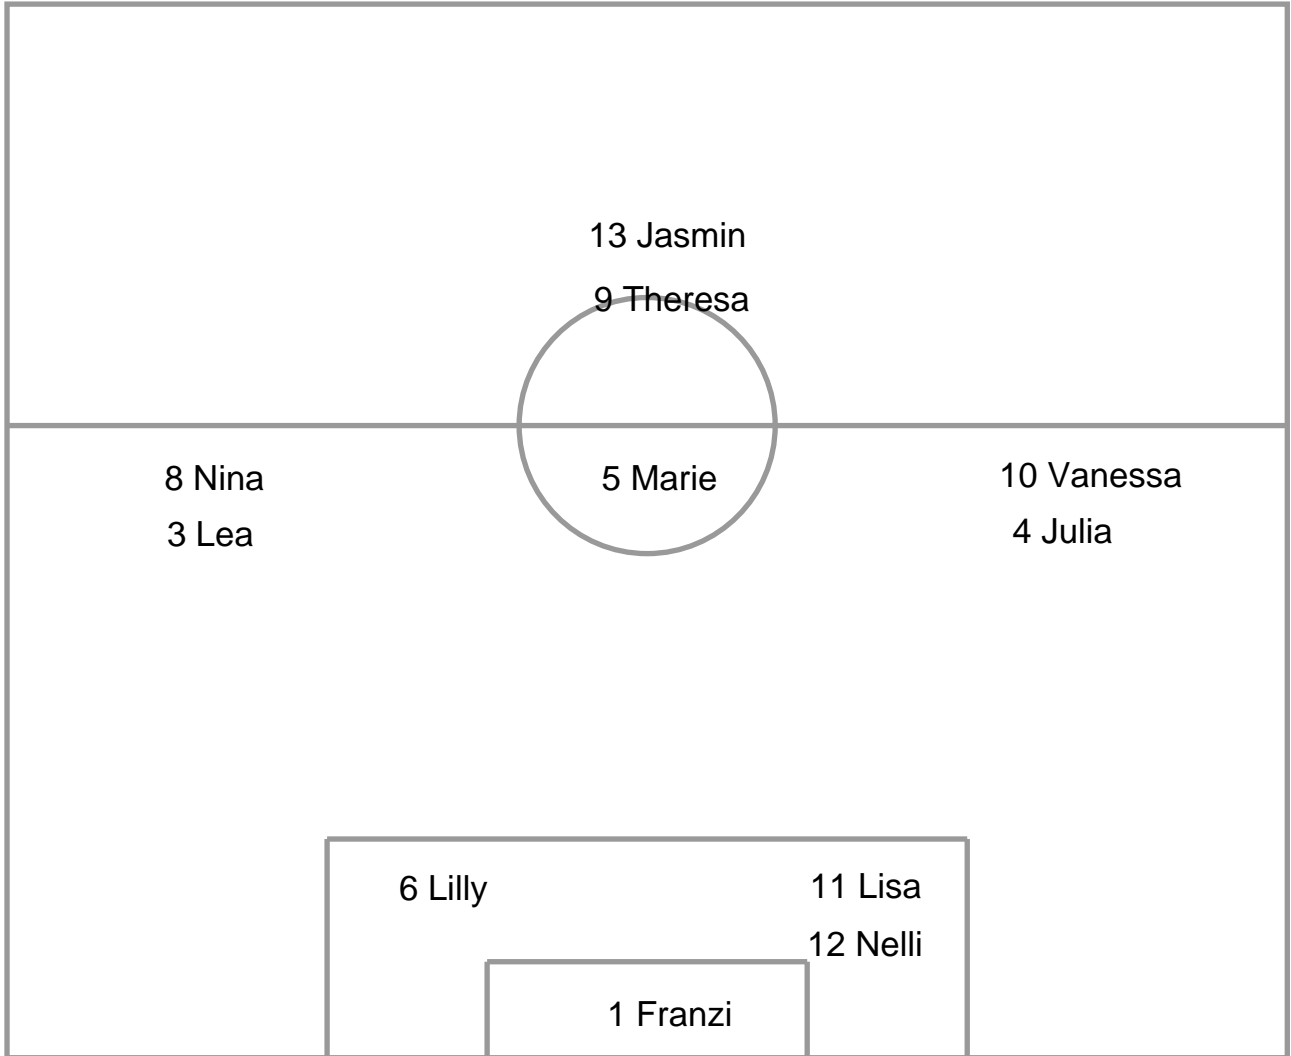 13 Jasmin
9 Theresa
8 Nina
5 Marie
10 Vanessa
3 Lea
4 Julia
6 Lilly
11 Lisa
12 Nelli
1 Franzi